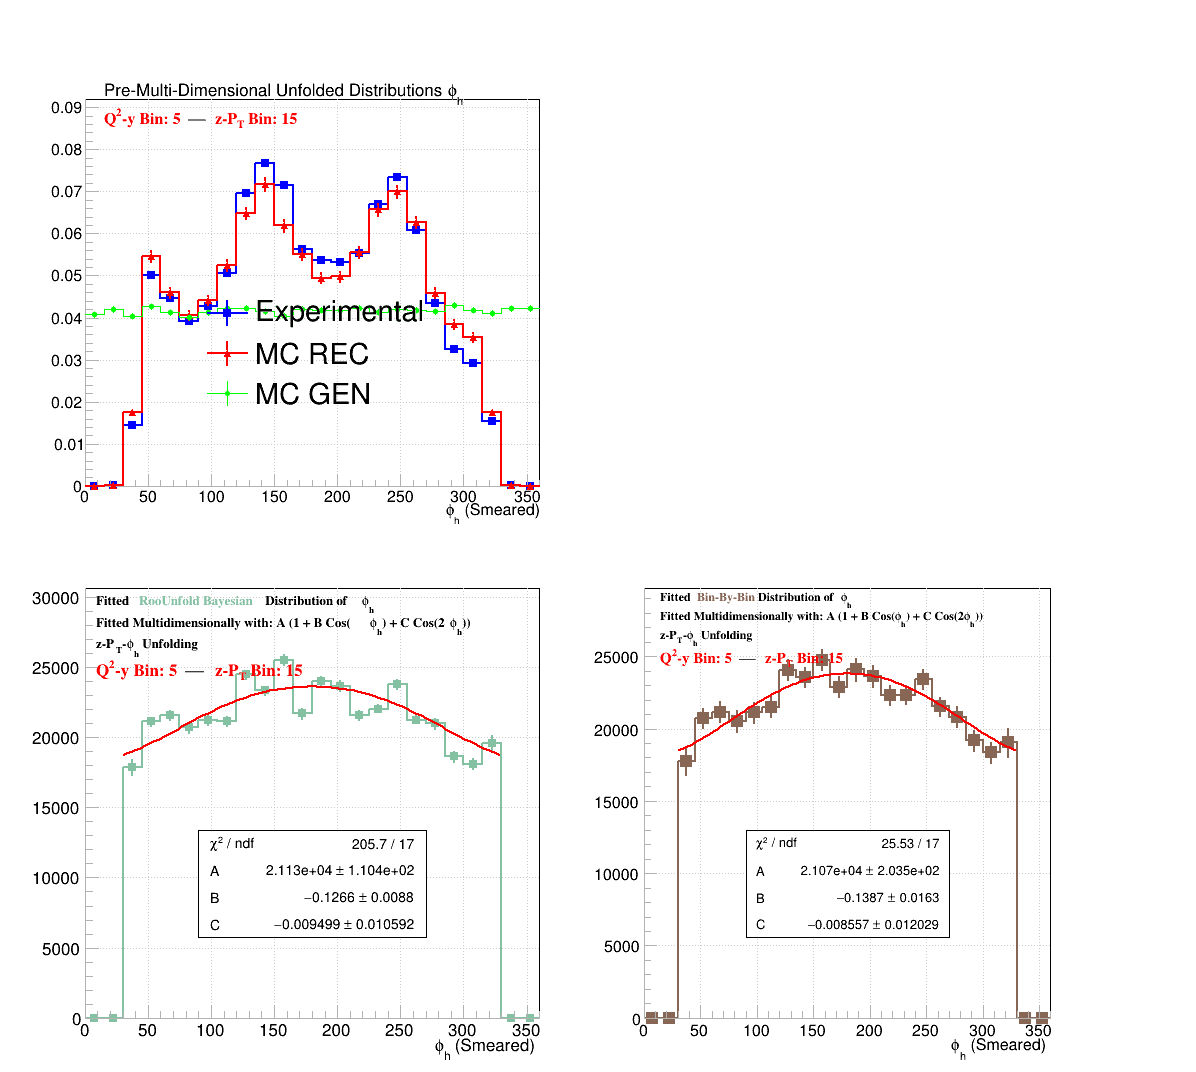 Pre-Multi-Dimensional Unfolded Distributions ϕh
Q²-y Bin: 5 — z-PT Bin: 15
0.09
0.08
0.07
0.06
0.05
0.04
0.03
0.02
0.01
0
Experimental
MC REC
MC GEN
0 50 100 150 200 250 300 350
ϕh (Smeared)
Fitted RooUnfold Bayesian Distribution of ϕh
Fitted Multidimensionally with: A (1 + B Cos( ϕh) + C Cos(2 ϕh))
z-PT-ϕh Unfolding
Q²-y Bin: 5 — z-PT Bin: 15
30000
25000
20000
15000
10000
5000
0
χ² / ndf 205.7 / 17
A 2.113e+04 ± 1.104e+02
B −0.1266 ± 0.0088
C −0.009499 ± 0.010592
0 50 100 150 200 250 300 350
ϕh (Smeared)
Fitted Bin-By-Bin Distribution of ϕh
Fitted Multidimensionally with: A (1 + B Cos(ϕh) + C Cos(2ϕh))
z-PT-ϕh Unfolding
Q²-y Bin: 5 — z-PT Bin: 15
25000
20000
15000
10000
5000
0
χ² / ndf 25.53 / 17
A 2.107e+04 ± 2.035e+02
B −0.1387 ± 0.0163
C −0.008557 ± 0.012029
0 50 100 150 200 250 300 350
ϕh (Smeared)